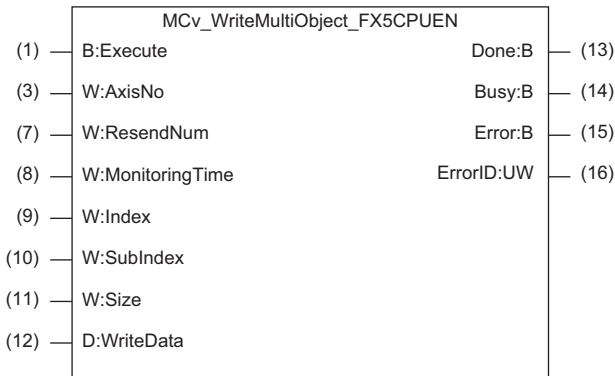 MCv_WriteMultiObject_FX5CPUEN
(1) B:Execute Done:B (13)
(3) W:AxisNo Busy:B (14)
(7) W:ResendNum Error:B (15)
(8) W:MonitoringTime ErrorID:UW (16)
(9) W:Index
(10) W:SubIndex
(11) W:Size
(12) D:WriteData